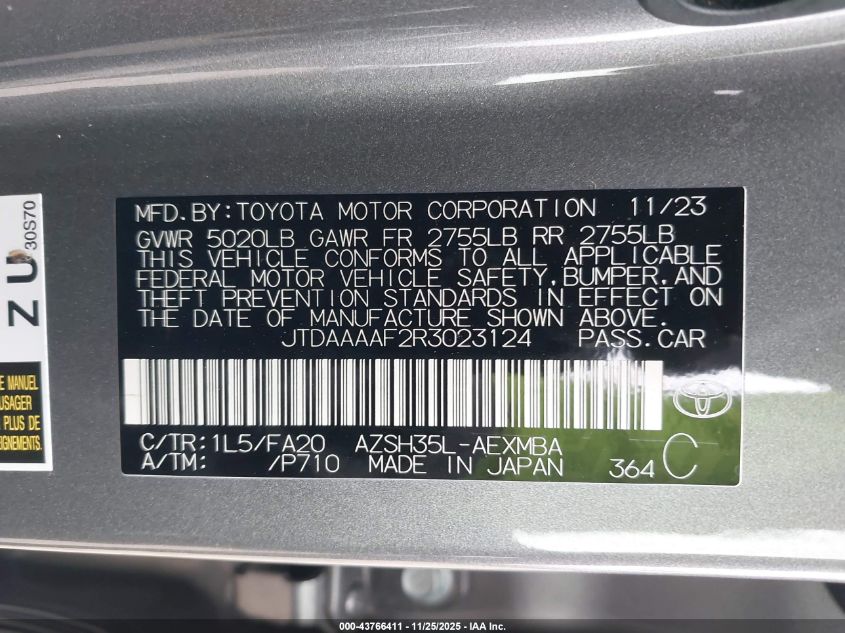 MFD.BY:TOYOTA MOTOR CORPORATION 11/23
GVWR 5020LB GAWR FR 2755LB RR 2755LB
THIS VEHICLE CONFORMS TO ALL APPLICABLE
FEDERAL MOTOR VEHICLE SAFETY,BUMPER,AND
THEFT PREVENTION STANDARDS IN EFFECT ON
THE DATE OF MANUFACTURE SHOWN ABOVE.
JTDAAAAF2R3023124 PASS.CAR
C/TR:1L5/FA20 AZSH35L-AEXMBA
A/TM: /P710 MADE IN JAPAN 364 C
ZU
30S70
E MANUEL
USAGER
PLUS DE
EIGNEMENTS.
000-43766411 - 11/25/2025 - IAA Inc.